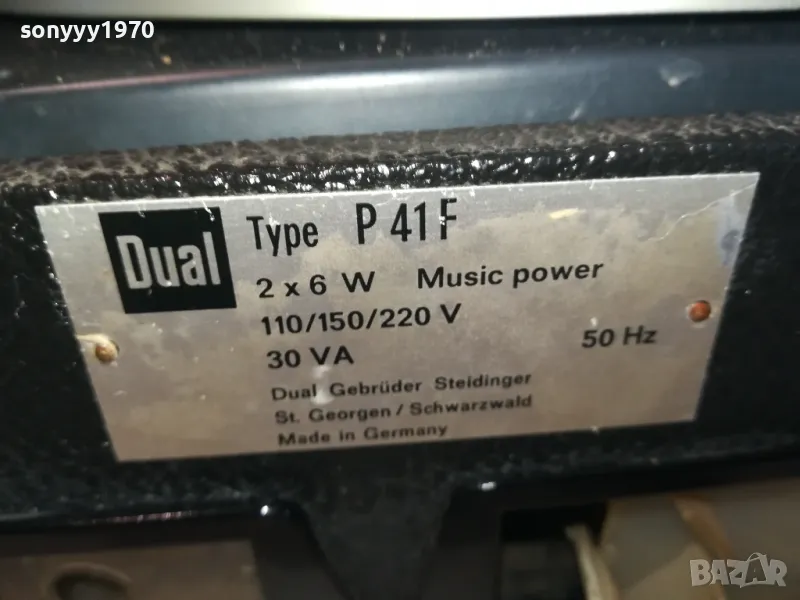 sonyyy1970
Dual Type P 41 F
2 x 6 W Music power
110/150/220 V
50 Hz
30 VA
Dual Gebrüder Steidinger
St. Georgen / Schwarzwald
Made in Germany
BAZAR